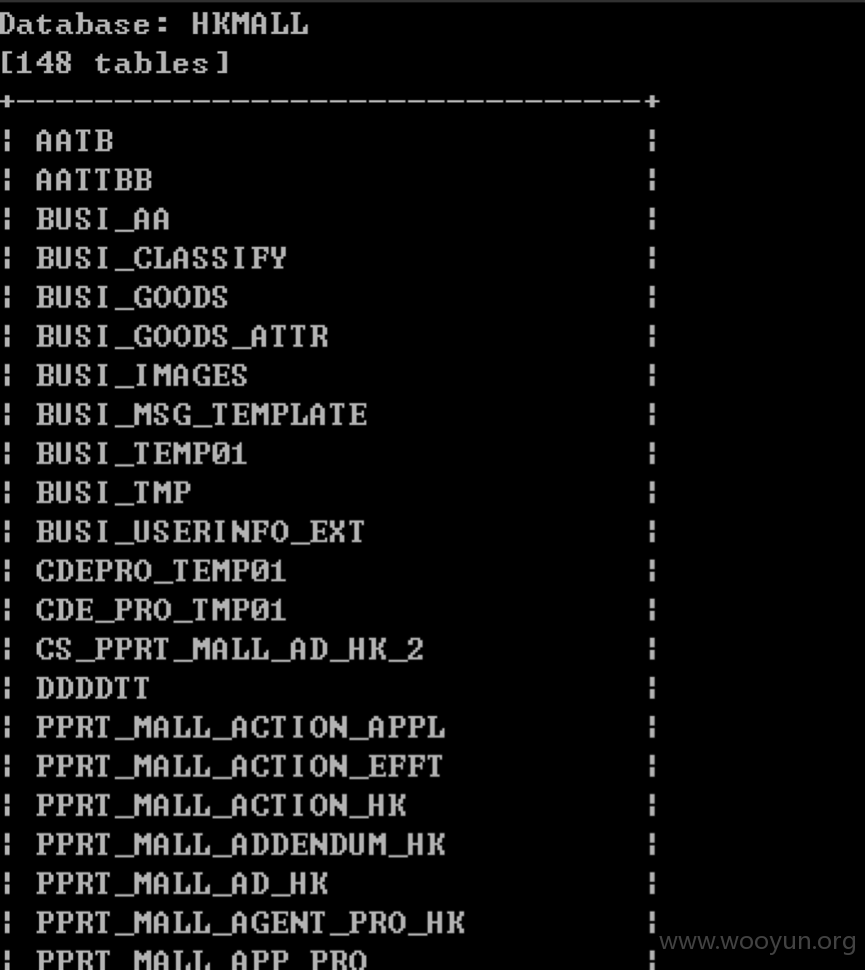 Database: HKMALL
[148 tables]
+--------------------------------+
| AATB |
| AATTBB |
| BUSI_AA |
| BUSI_CLASSIFY |
| BUSI_GOODS |
| BUSI_GOODS_ATTR |
| BUSI_IMAGES |
| BUSI_MSG_TEMPLATE |
| BUSI_TEMP01 |
| BUSI_TMP |
| BUSI_USERINFO_EXT |
| CDEPRO_TEMP01 |
| CDE_PRO_TMP01 |
| CS_PPRT_MALL_AD_HK_2 |
| DDDDTT |
| PPRT_MALL_ACTION_APPL |
| PPRT_MALL_ACTION_EFFT |
| PPRT_MALL_ACTION_HK |
| PPRT_MALL_ADDENDUM_HK |
| PPRT_MALL_AD_HK |
| PPRT_MALL_AGENT_PRO_HK |
| PPRT_MALL_APP_PRO |
www.wooyun.org